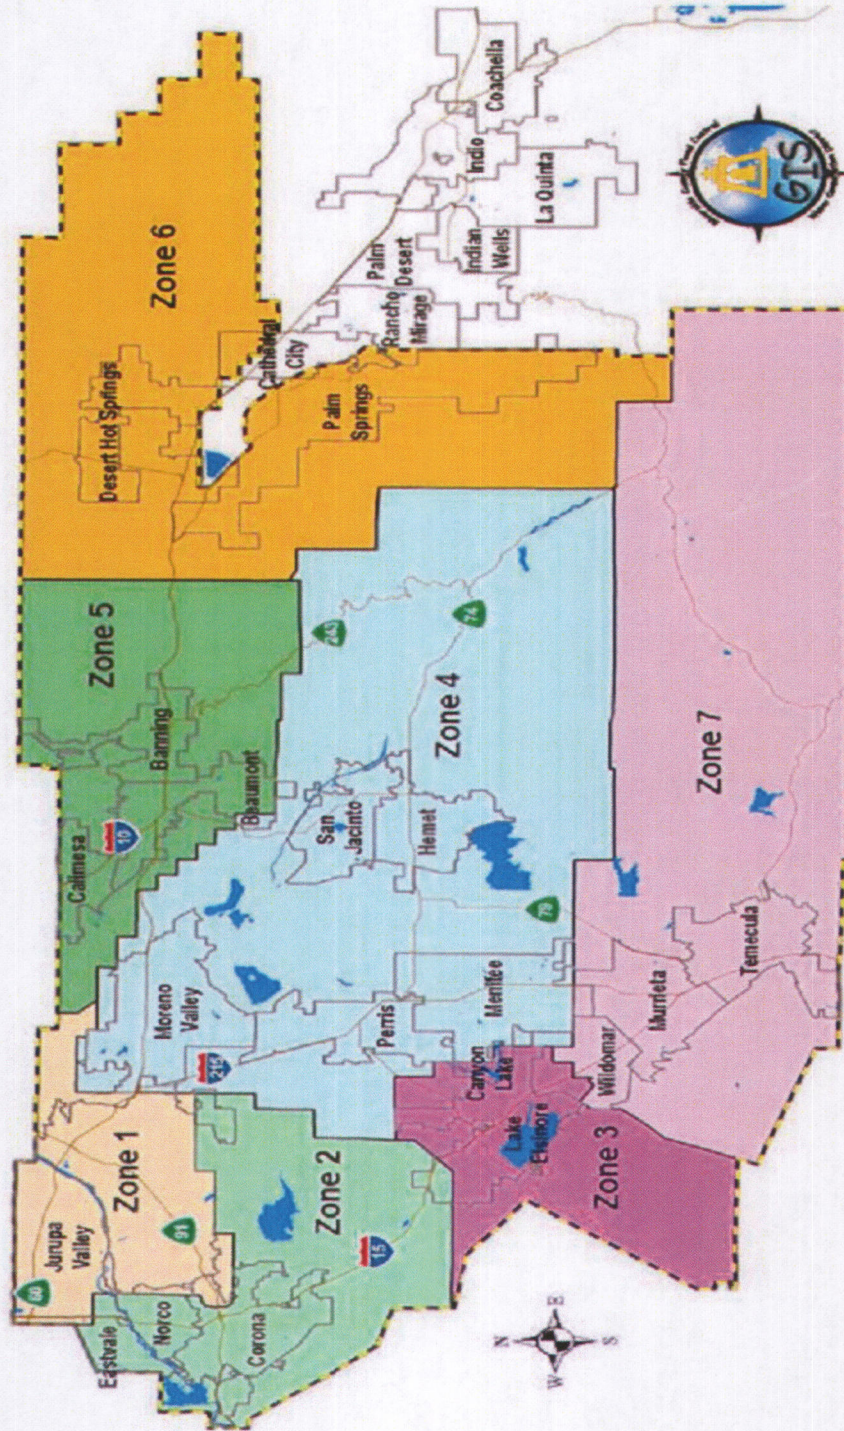 Zone 6
Desert Hot Springs
Cathedral
City
Palm
Springs
Rancho
Mirage
Palm
Desert
Indian
Wells
Indio
La Quinta
Coachella
GIS
Zone 5
Calimesa
10
Banning
Beaumont
243
74
Zone 4
San
Jacinto
Hemet
79
Moreno
Valley
215
Perris
Menifee
Zone 1
Jurupa
Valley
60
91
Zone 2
Eastvale
Norco
Corona
15
Canyon
Lake
Lake
Elsinore
Zone 3
Zone 7
Wildomar
Murrieta
Temecula
N
W
E
S